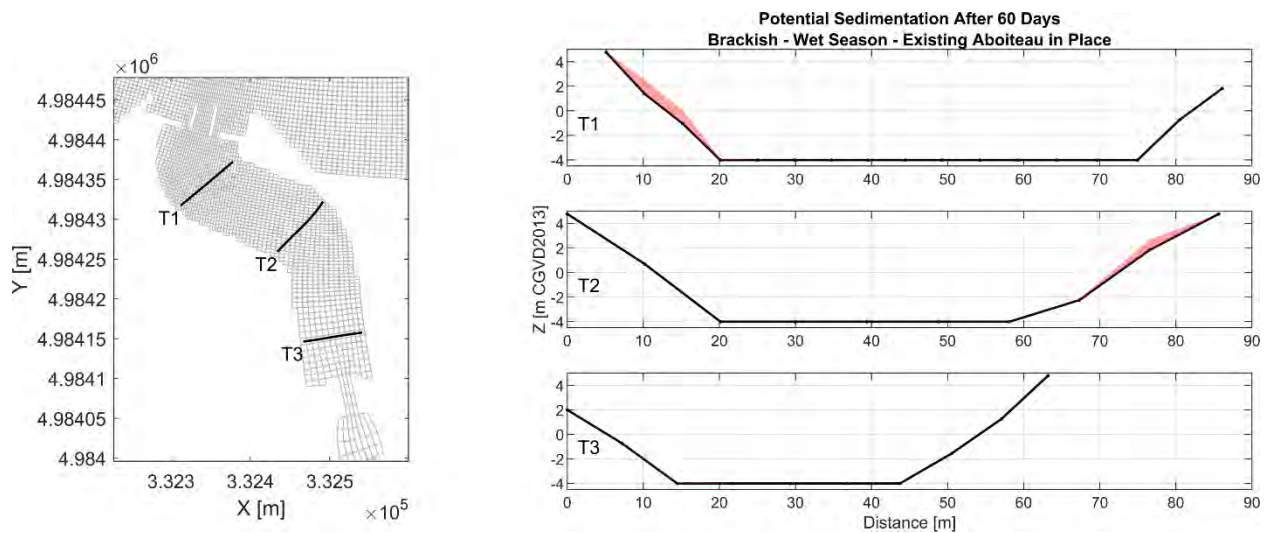 ×10⁶
4.98445
4.9844
4.98435
4.9843
4.98425
4.9842
4.98415
4.9841
4.98405
4.984
Y [m]
T1
T2
T3
3.323 3.324 3.325
X [m]
×10⁵
Potential Sedimentation After 60 Days
Brackish - Wet Season - Existing Aboiteau in Place
4
2
0
-2
-4
T1
0 10 20 30 40 50 60 70 80 90
Z [m CGVD2013]
4
2
0
-2
-4
T2
0 10 20 30 40 50 60 70 80 90
4
2
0
-2
-4
T3
0 10 20 30 40 50 60 70 80 90
Distance [m]